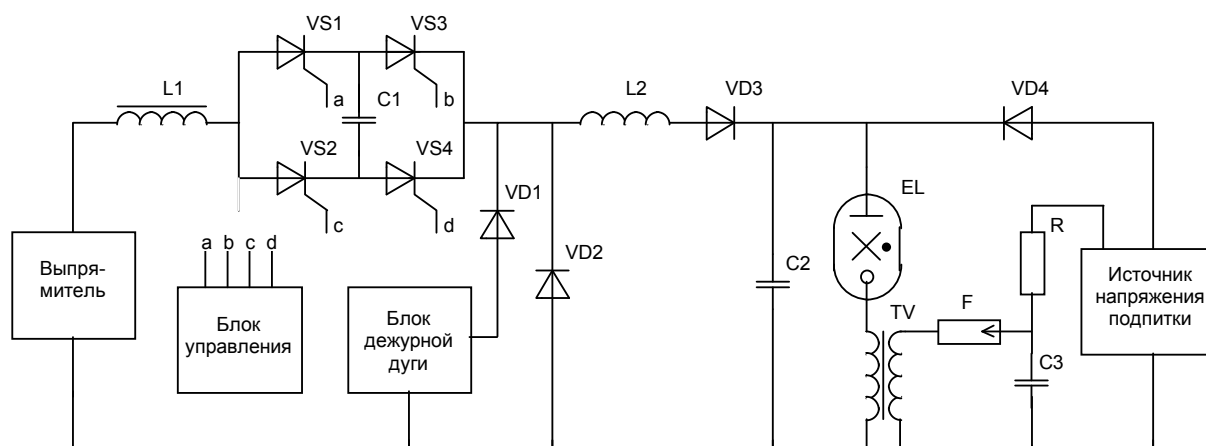 VS1
VS3
L1
a
C1
b
L2
VD3
VD4
VS2
VS4
EL
c
d
VD1
R
a b c d
VD2
C2
Выпря-
митель
Источник
напряжения
подпитки
Блок
управления
Блок
дежурной
дуги
TV
F
C3